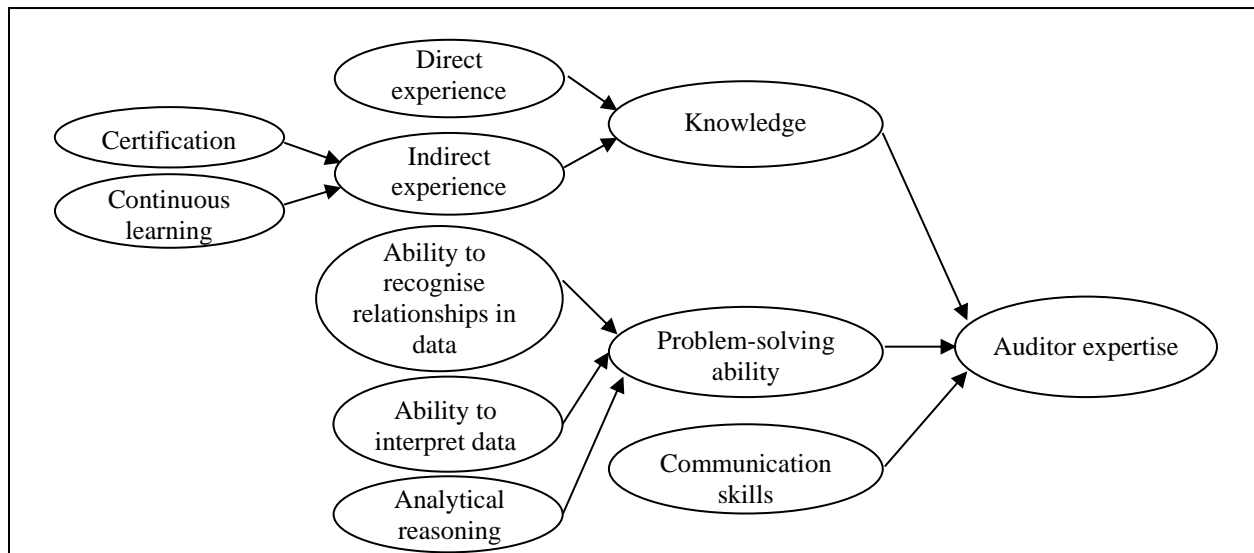 Direct
experience
Certification
Indirect
experience
Continuous
learning
Knowledge
Ability to
recognise
relationships in
data
Ability to
interpret data
Analytical
reasoning
Problem-solving
ability
Communication
skills
Auditor expertise